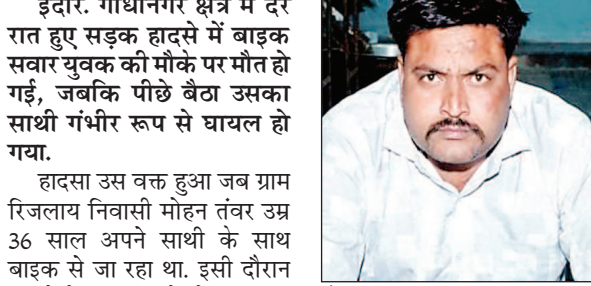 इंदौर. गांधीनगर क्षेत्र में देर
रात हुए सड़क हादसे में बाइक
सवार युवक की मौके पर मौत हो
गई, जबकि पीछे बैठा उसका
साथी गंभीर रूप से घायल हो
गया.
हादसा उस वक्त हुआ जब ग्राम
रिजलाय निवासी मोहन तंवर उम्र
36 साल अपने साथी के साथ
बाइक से जा रहा था. इसी दौरान